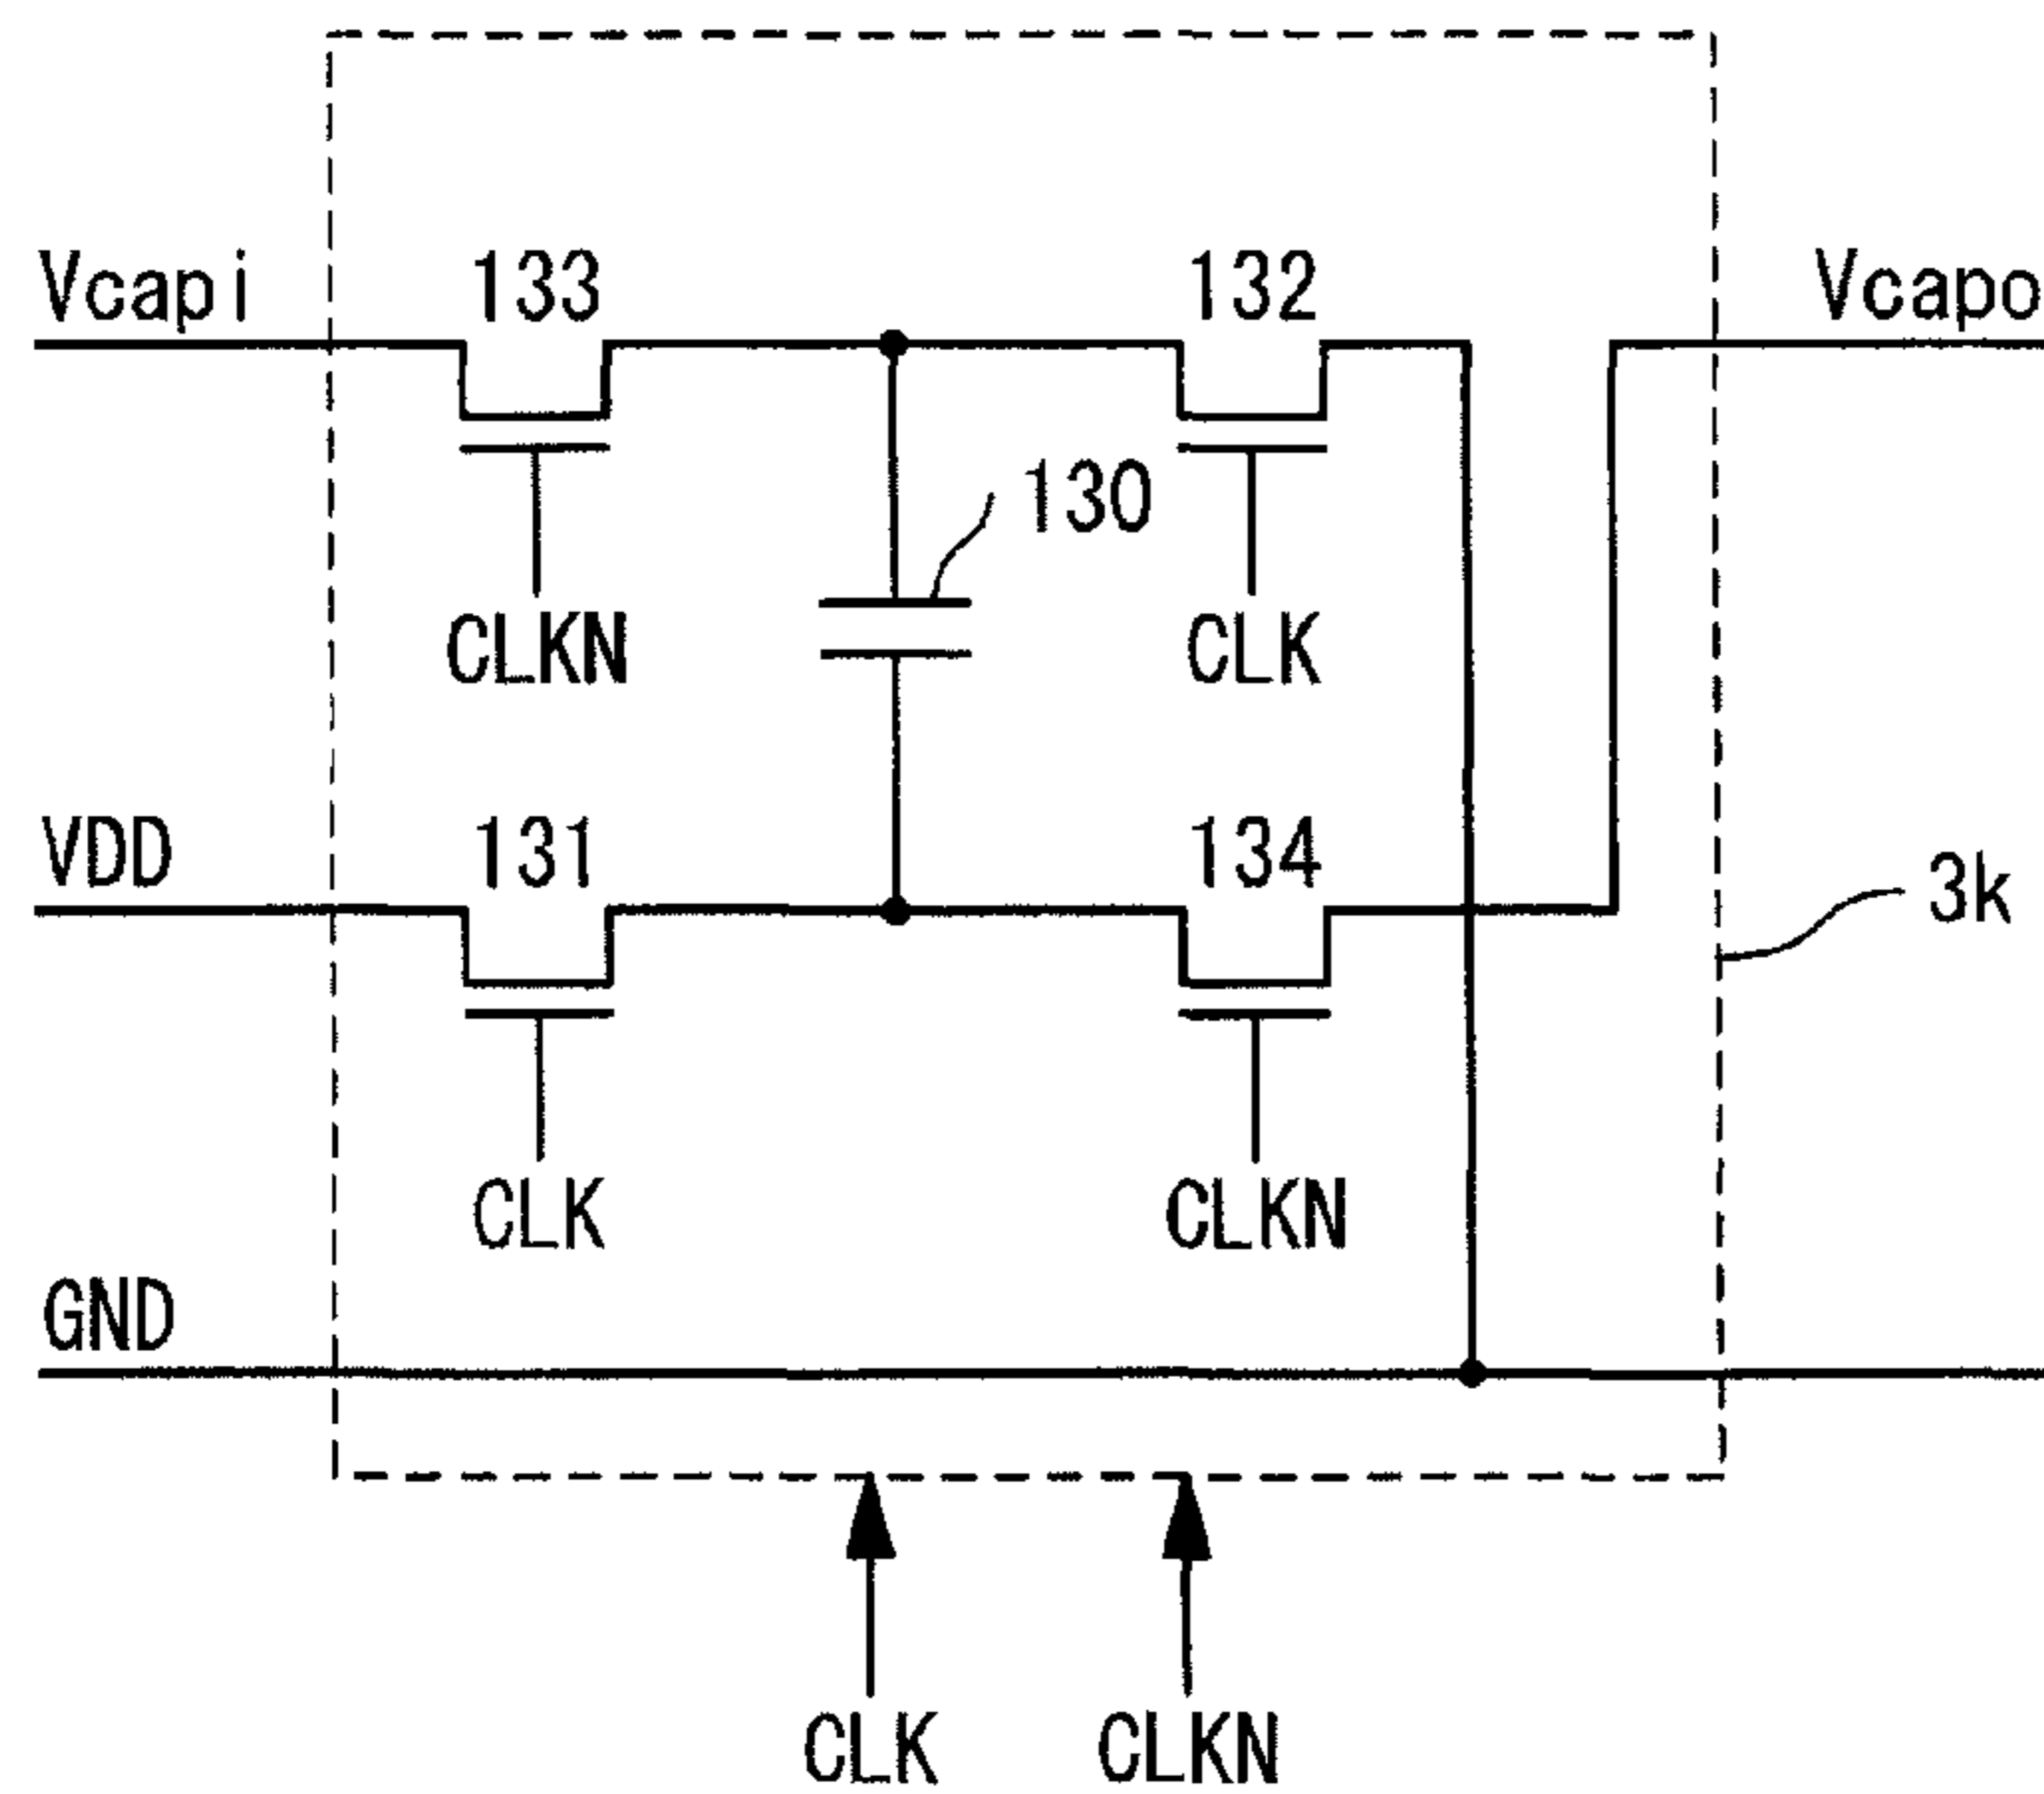 Vcapi
133
132
Vcapo
130
CLKN
CLK
VDD
131
134
3k
CLK
CLKN
GND
CLK
CLKN